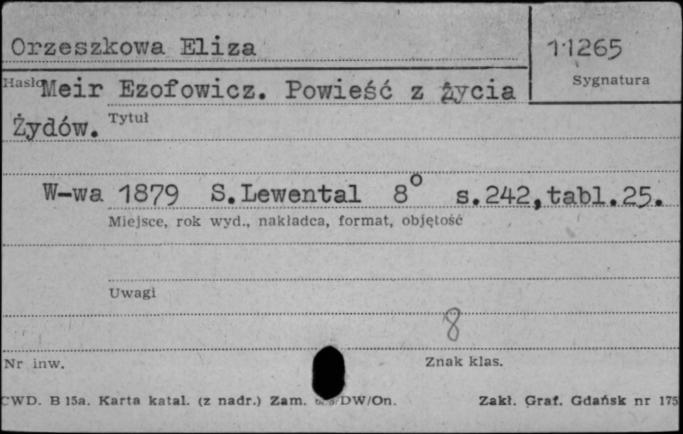 Orzeszkowa Eliza 11265
Hasło Sygnatura
Meir Ezofowicz. Powieść z życia
Tytuł
Żydów.
W-wa 1879 S.Lewental 8° s.242,tabl.25.
Miejsce, rok wyd., nakładca, format, objętość
Uwagi
8
Nr inw. Znak klas.
CWD. B 15a. Karta katal. (z nadr.) Zam. DW/On. Zakł. Graf. Gdańsk nr 175